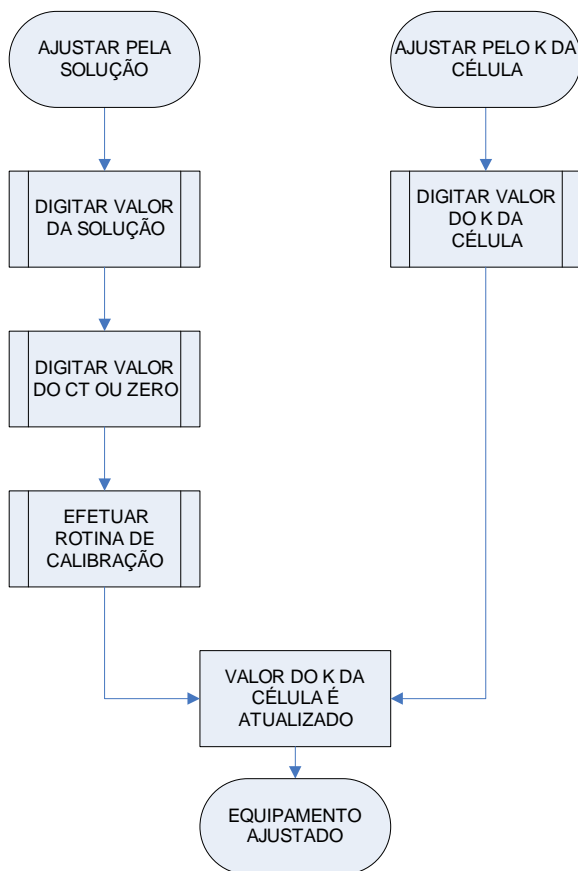 AJUSTAR PELA
SOLUÇÃO
AJUSTAR PELO K DA
CÉLULA
DIGITAR VALOR
DA SOLUÇÃO
DIGITAR VALOR
DO K DA
CÉLULA
DIGITAR VALOR
DO CT OU ZERO
EFETUAR
ROTINA DE
CALIBRAÇÃO
VALOR DO K DA
CÉLULA É
ATUALIZADO
EQUIPAMENTO
AJUSTADO